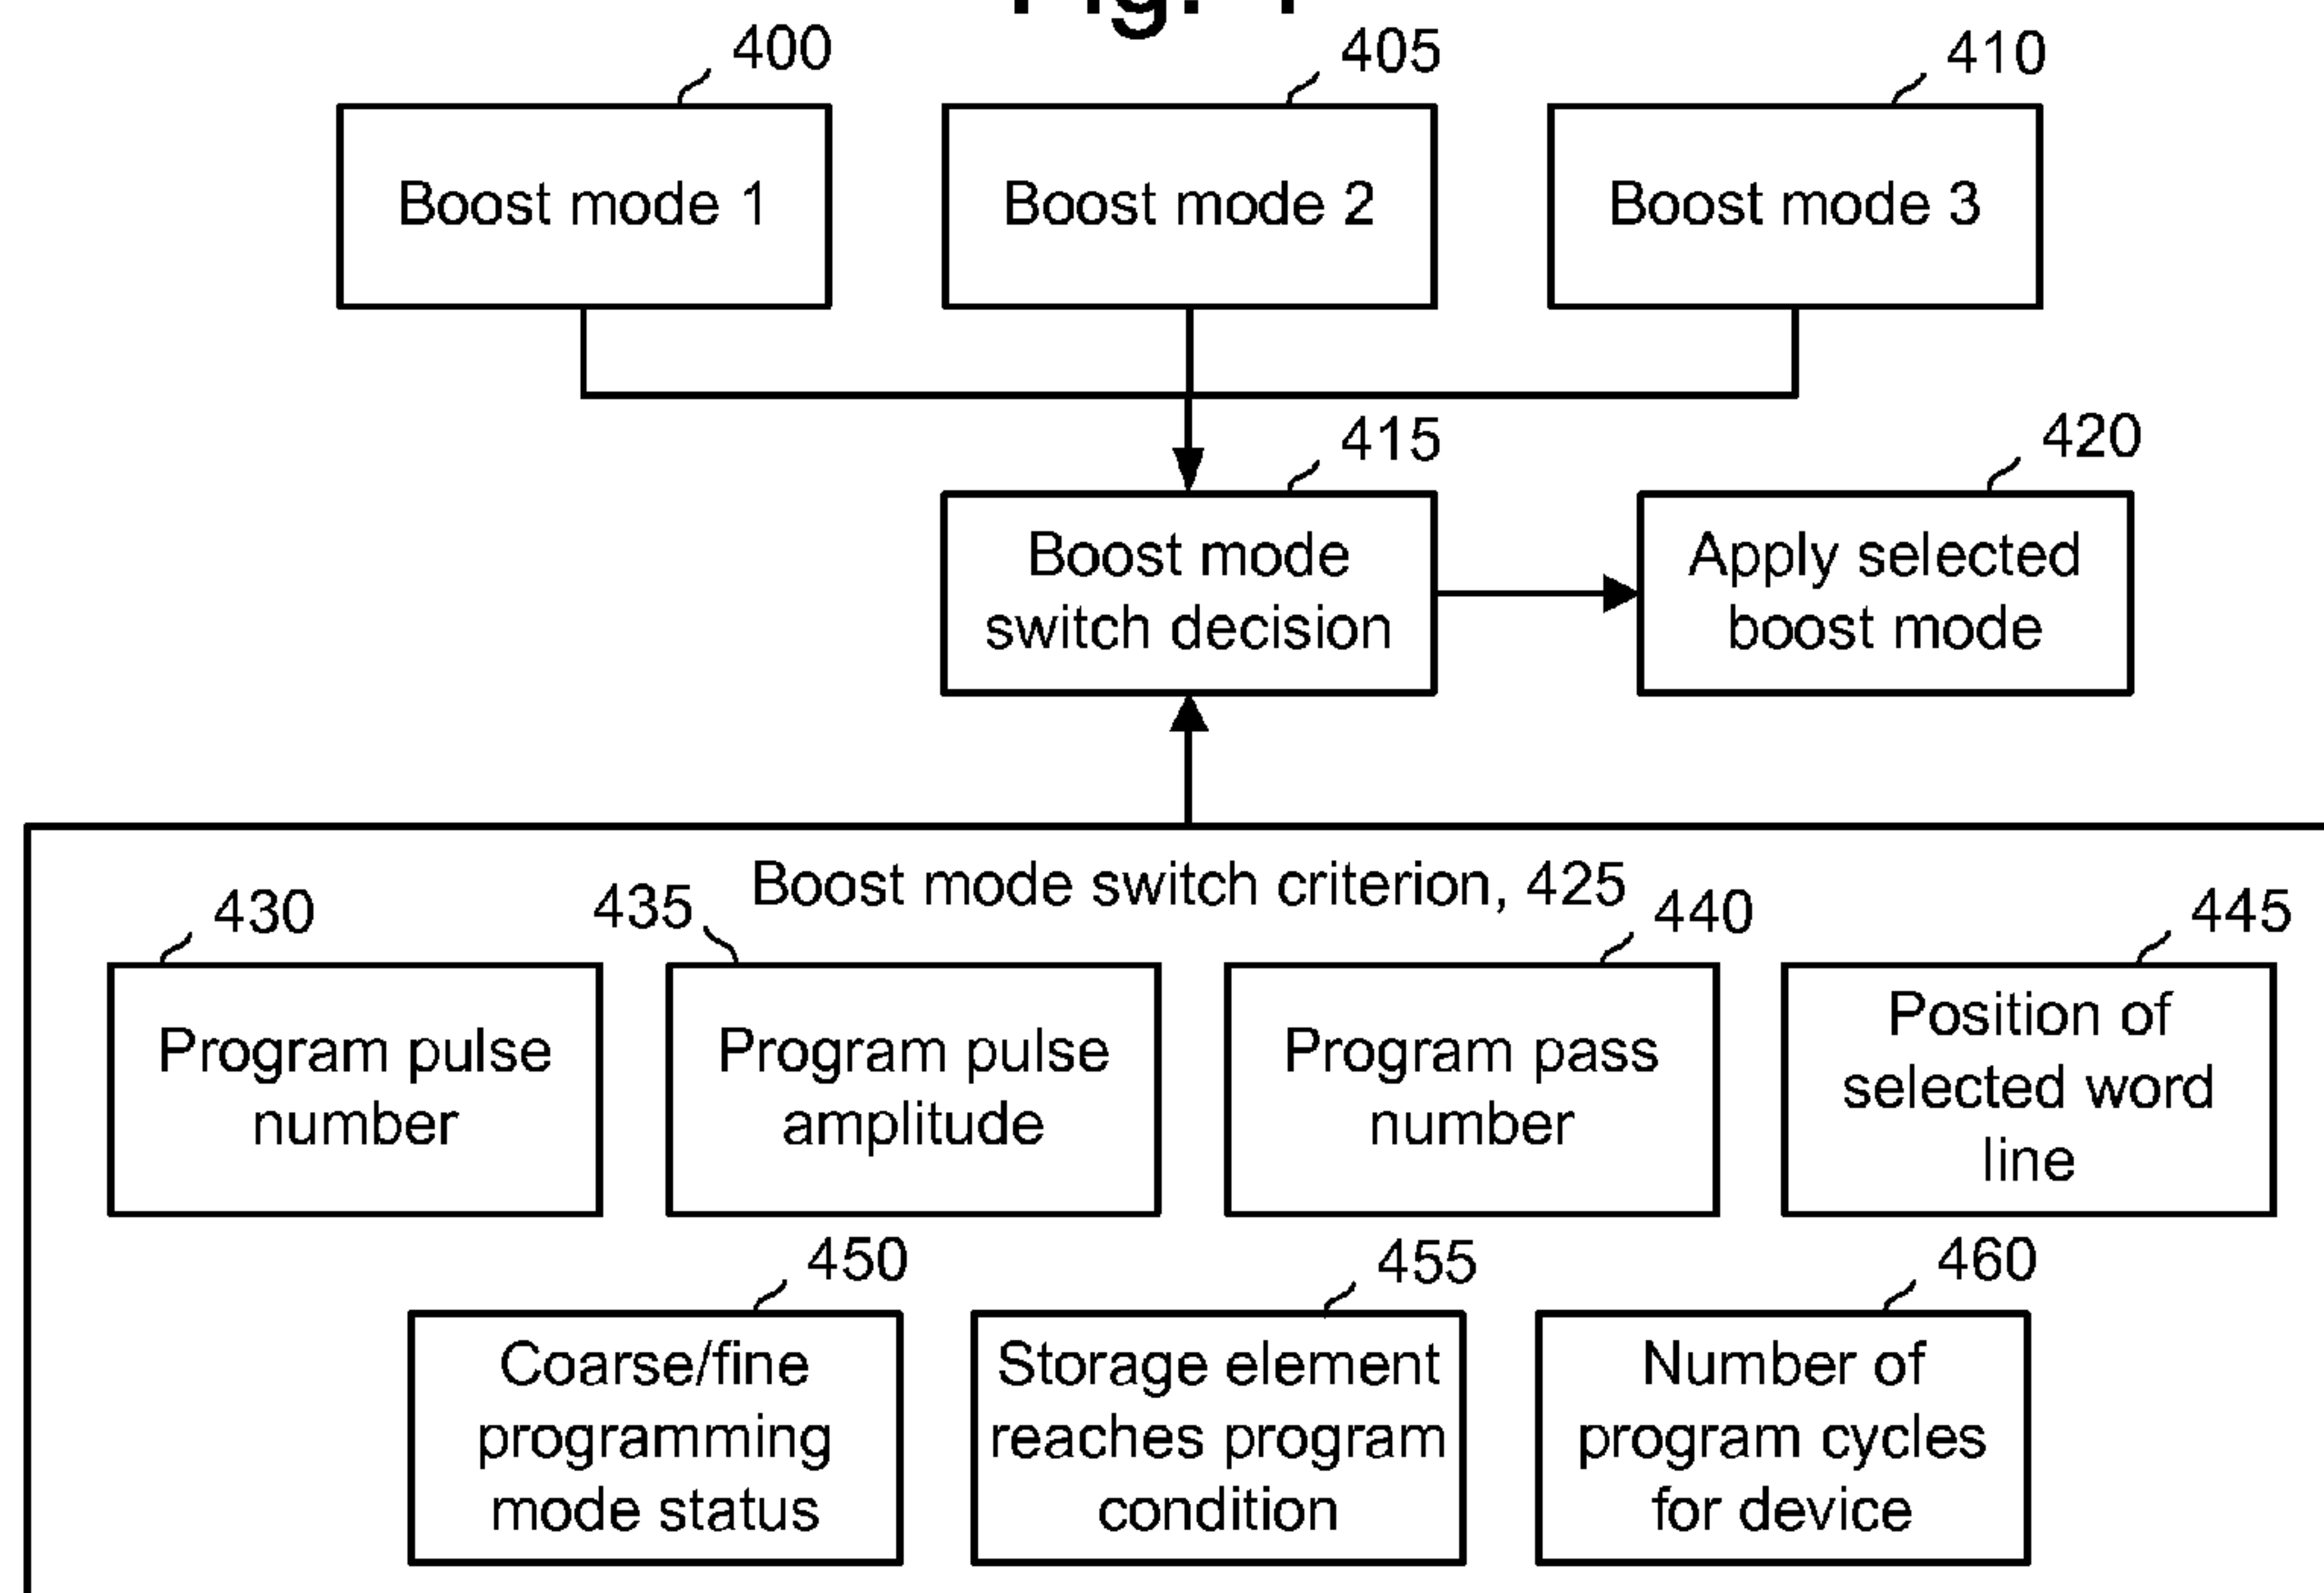 400
405
410
Boost mode 1
Boost mode 2
Boost mode 3
415
420
Boost mode
switch decision
Apply selected
boost mode
Boost mode switch criterion, 425
430
435
440
445
Program pulse
number
Program pulse
amplitude
Program pass
number
Position of
selected word
line
450
455
460
Coarse/fine
programming
mode status
Storage element
reaches program
condition
Number of
program cycles
for device